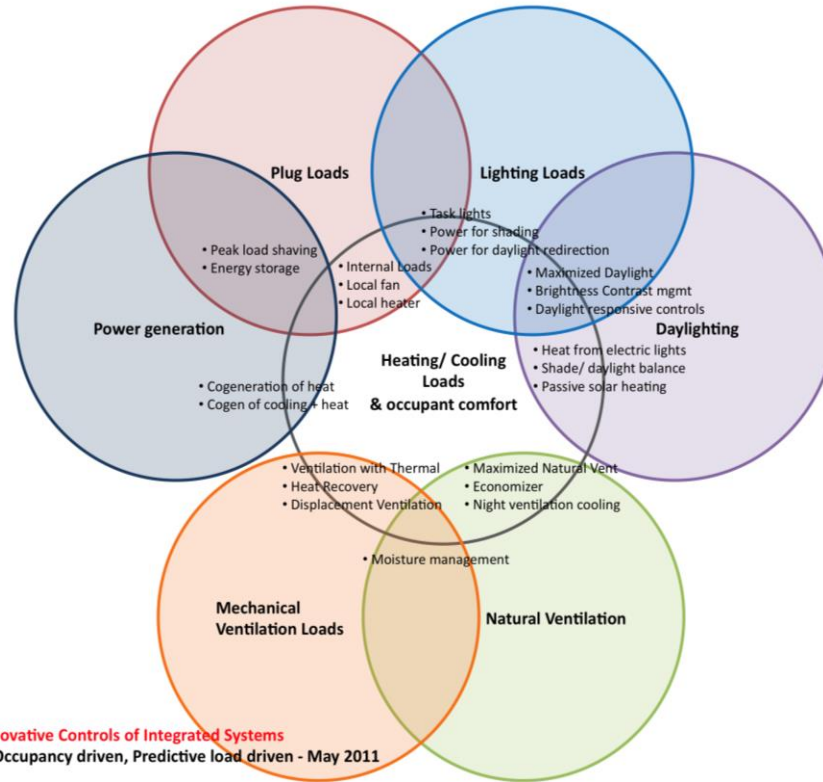 Plug Loads
Lighting Loads
• Task lights
• Power for shading
• Power for daylight redirection
• Peak load shaving
• Energy storage
• Internal Loads
• Local fan
• Local heater
• Maximized Daylight
• Brightness Contrast mgmt
• Daylight responsive controls
Power generation
Daylighting
• Heat from electric lights
• Shade/ daylight balance
• Passive solar heating
Heating/ Cooling
Loads
& occupant comfort
• Cogeneration of heat
• Cogen of cooling + heat
• Ventilation with Thermal
• Heat Recovery
• Displacement Ventilation
• Maximized Natural Vent
• Economizer
• Night ventilation cooling
• Moisture management
Mechanical
Ventilation Loads
Natural Ventilation
ovative Controls of Integrated Systems
Occupancy driven, Predictive load driven - May 2011